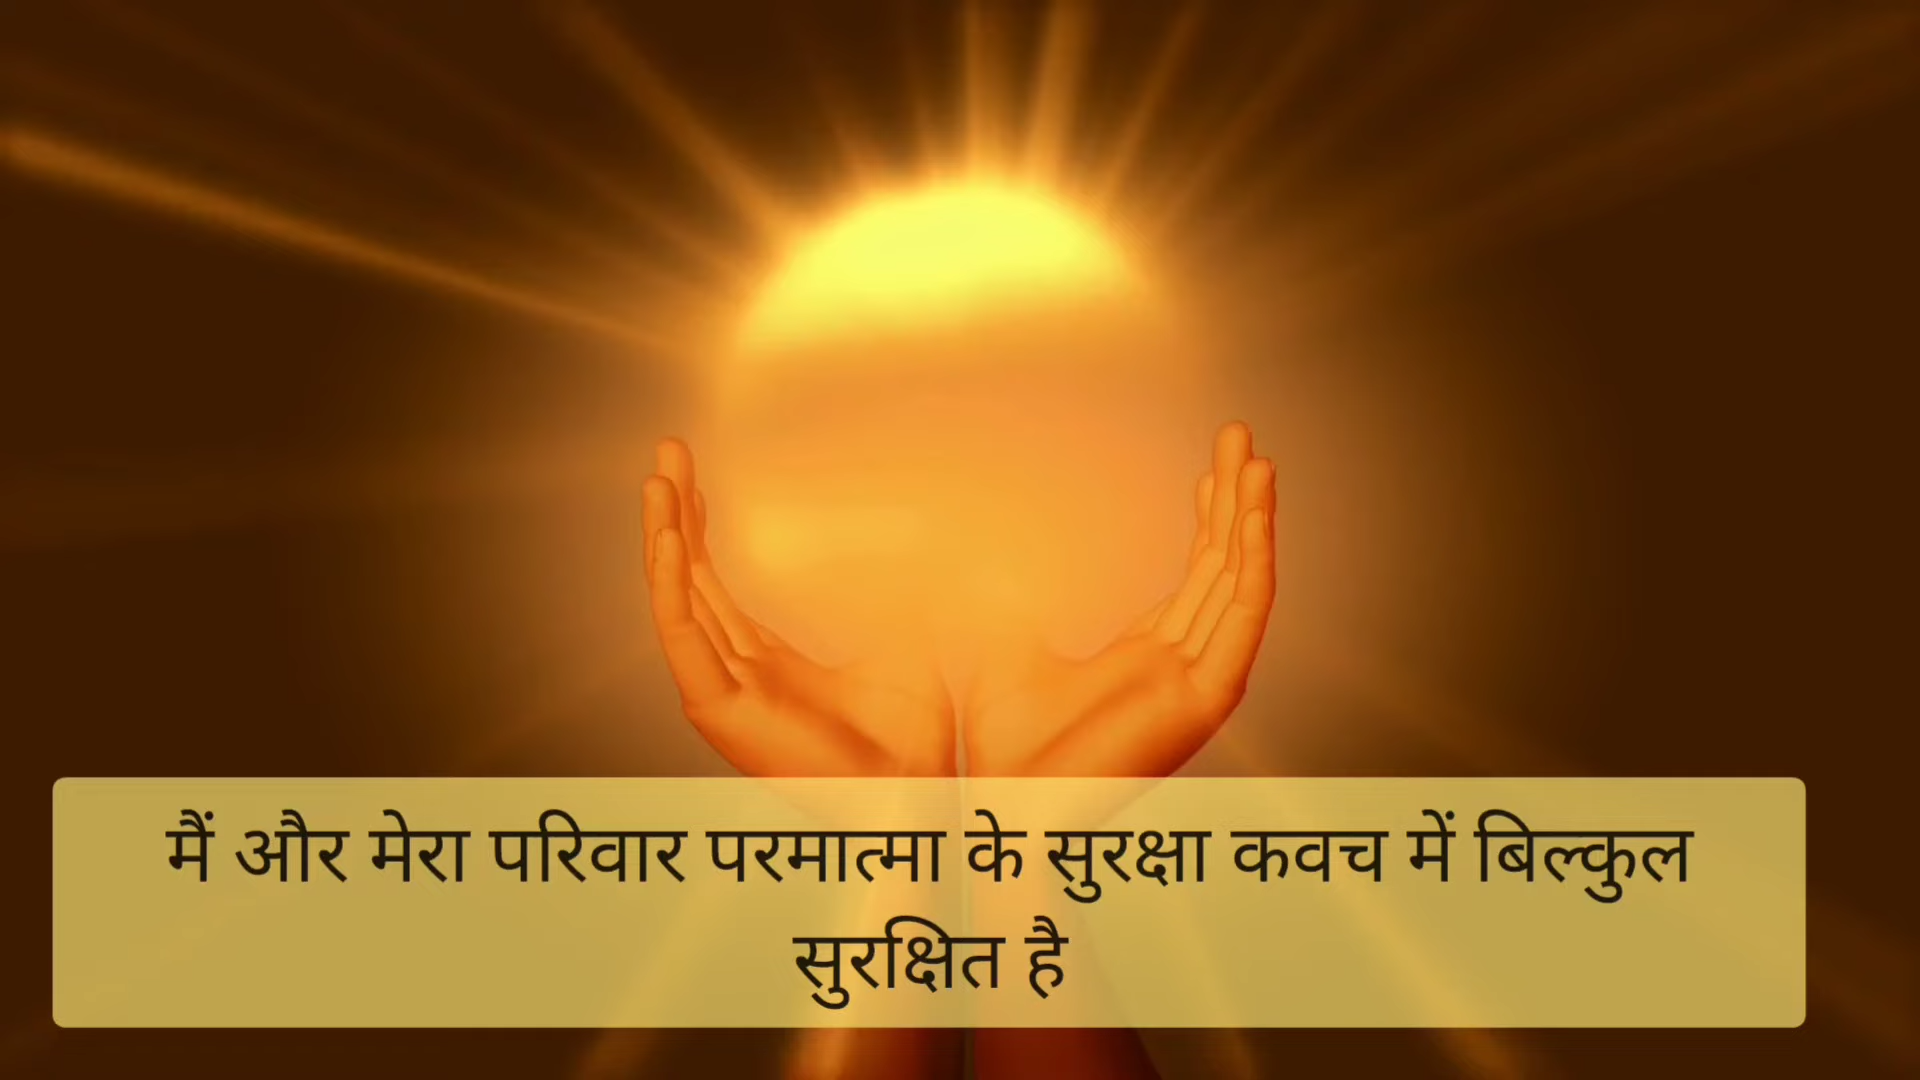 मैं और मेरा परिवार परमात्मा के सुरक्षा कवच में बिल्कुल
सुरक्षित है